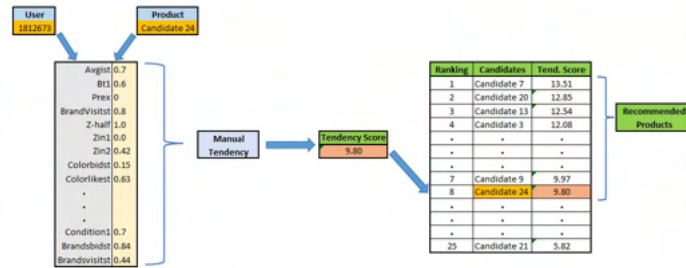 User
1812673
Product
Candidate 24
Avgist 0.7
Bt1 0.6
Prex 0
BrandVisitst 0.8
Z-half 1.0
Zin1 0.0
Zin2 0.42
Colorbidst 0.15
Colorlikest 0.63
.
.
.
Condition1 0.7
Brandsbidst 0.84
Brandsvisitst 0.44
Manual
Tendency
Tendency Score
9.80
Ranking Candidates Tend. Score
1 Candidate 7 13.51
2 Candidate 20 12.85
3 Candidate 13 12.54
4 Candidate 3 12.08
. . .
. . .
. . .
7 Candidate 9 9.97
8 Candidate 24 9.80
. . .
. . .
. . .
25 Candidate 21 5.82
Recommended
Products